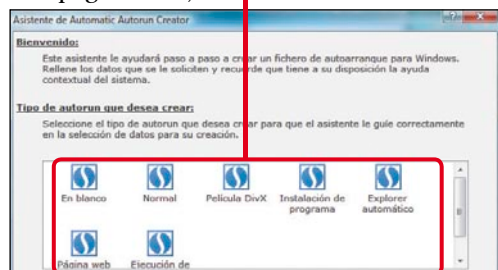 Asistente de Automatic Autorun Creator
Bienvenido:
Este asistente le ayudará paso a paso a crear un fichero de autoarranque para Windows.
Rellene los datos que se le soliciten y recuerde que tiene a su disposición la ayuda
contextual del sistema.
Tipo de autorun que desea crear:
Seleccione el tipo de autorun que desea crear para que el asistente le guíe correctamente
en la selección de datos para su creación.
En blanco Normal Película DivX Instalación de Explorer
programa automático
Página web Ejecución de